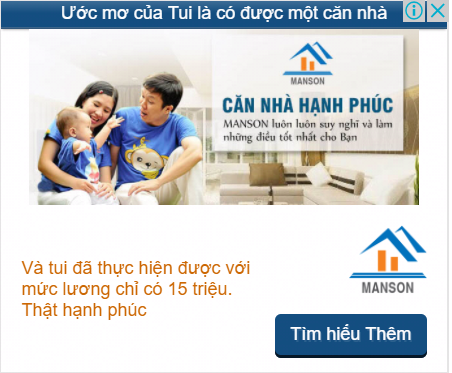 Ước mơ của Tui là có được một căn nhà
MANSON
CĂN NHÀ HẠNH PHÚC
MANSON luôn luôn suy nghĩ và làm
những điều tốt nhất cho Bạn
Và tui đã thực hiện được với
mức lương chỉ có 15 triệu.
Thật hạnh phúc
MANSON
Tìm hiểu Thêm